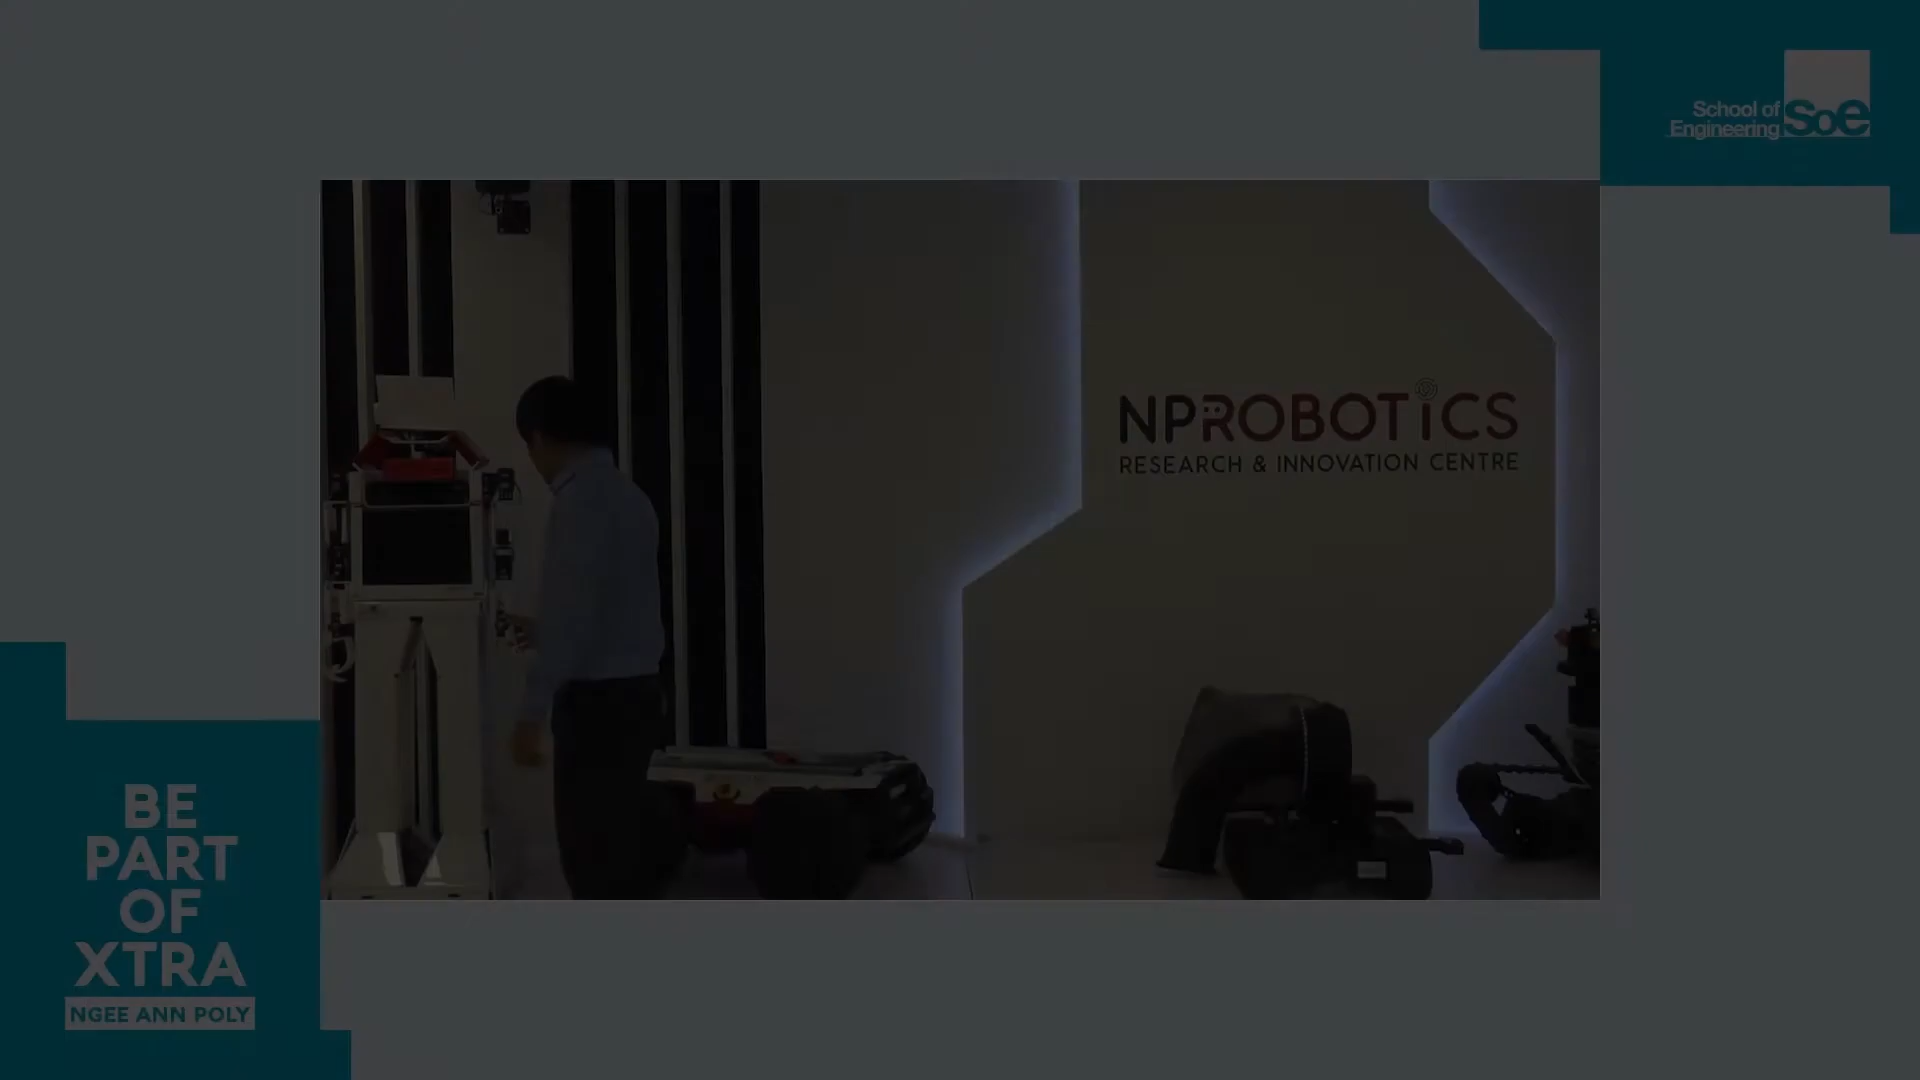 School of
Engineering SoE
NPROBOTiCS
RESEARCH & INNOVATION CENTRE
BE
PART
OF
XTRA
NGEE ANN POLY